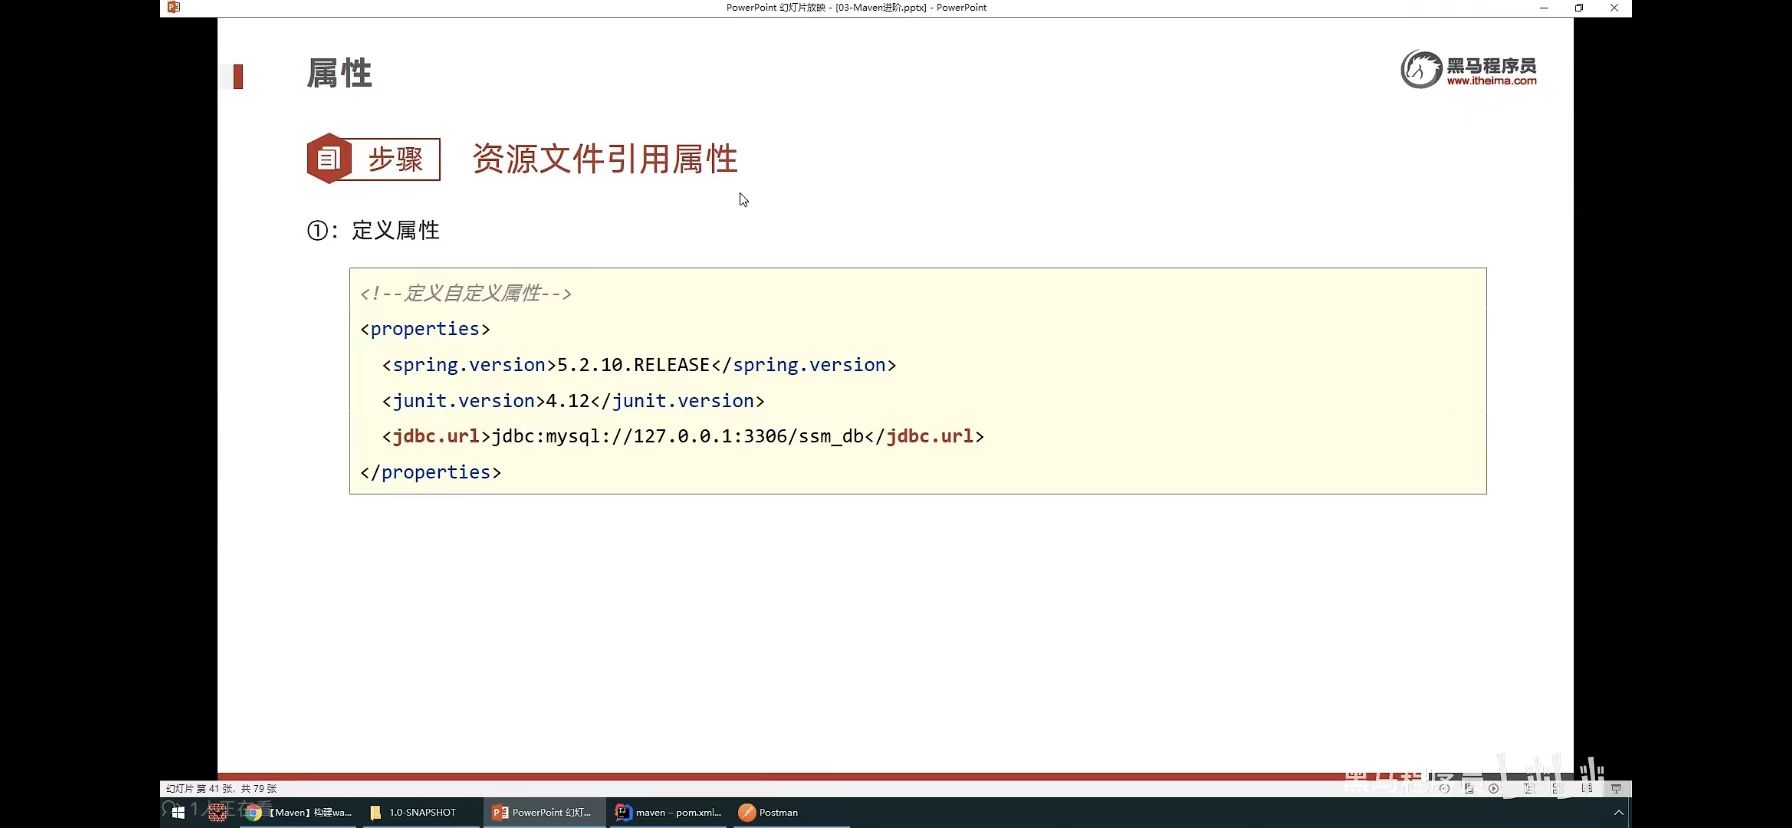 PowerPoint 幻灯片放映 - [03-Maven进阶.pptx] - PowerPoint
属性
黑马程序员
www.itheima.com
步骤
资源文件引用属性
①：定义属性
<!--定义自定义属性-->
<properties>
<spring.version>5.2.10.RELEASE</spring.version>
<junit.version>4.12</junit.version>
<jdbc.url>jdbc:mysql://127.0.0.1:3306/ssm_db</jdbc.url>
</properties>
幻灯片 第 41 张, 共 79 张
1人正在看
【Maven】构建wa...
1.0-SNAPSHOT
PowerPoint 幻灯...
maven – pom.xml...
Postman